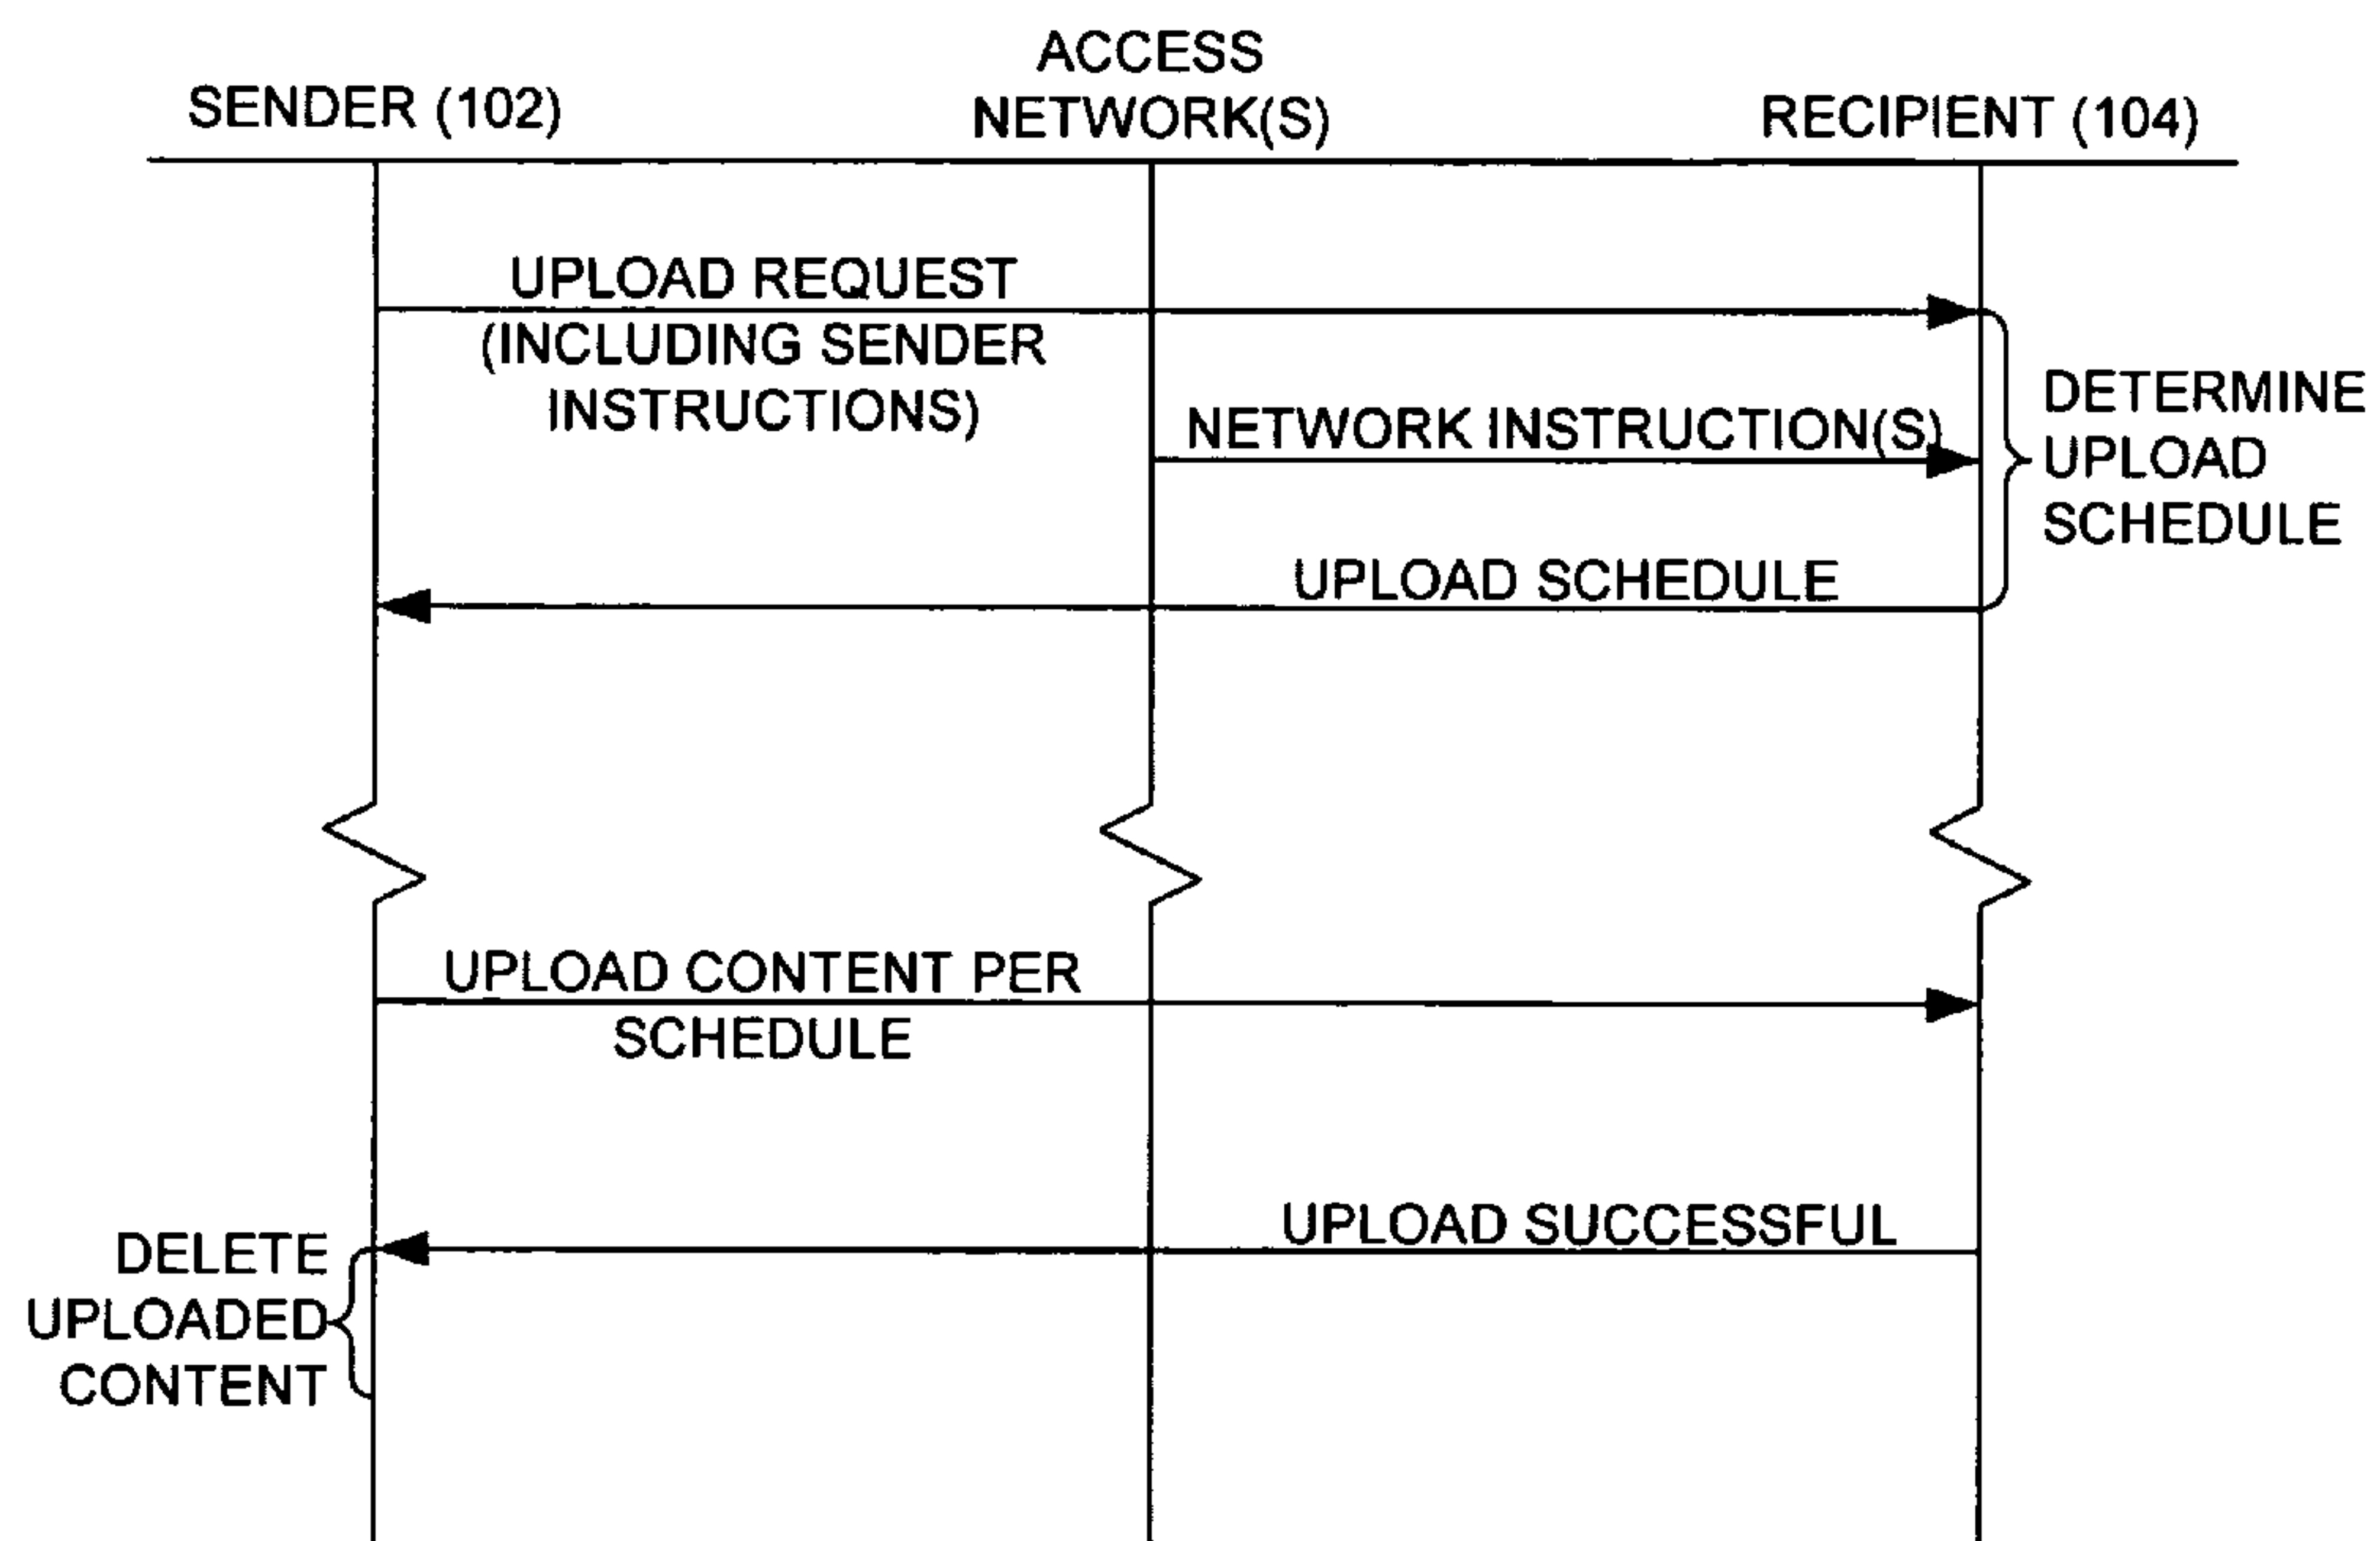 ACCESS
NETWORK(S)
SENDER (102)
RECIPIENT (104)
UPLOAD REQUEST
(INCLUDING SENDER
INSTRUCTIONS)
NETWORK INSTRUCTION(S)
DETERMINE
UPLOAD
SCHEDULE
UPLOAD SCHEDULE
UPLOAD CONTENT PER
SCHEDULE
UPLOAD SUCCESSFUL
DELETE
UPLOADED
CONTENT